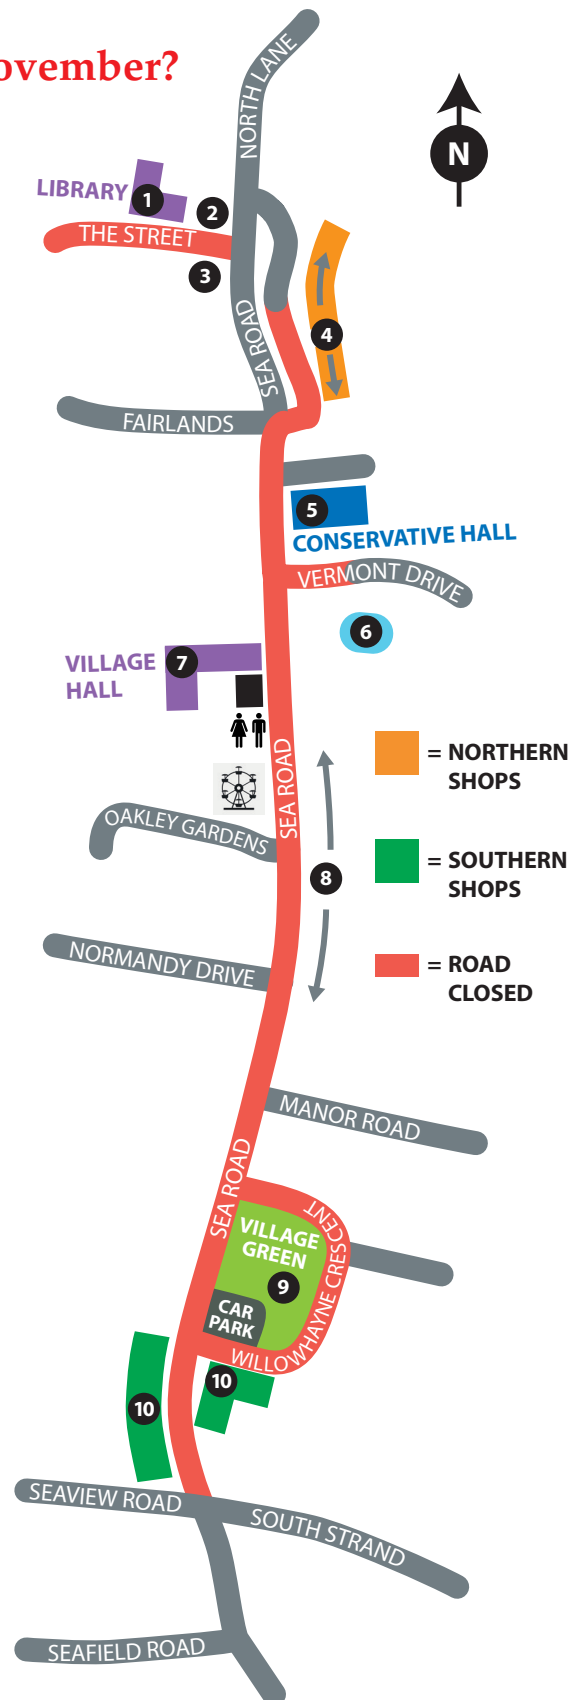 ovember?
NORTH LANE
N
LIBRARY
1
2
THE STREET
3
4
SEA ROAD
FAIRLANDS
5
CONSERVATIVE HALL
VERMONT DRIVE
6
VILLAGE
HALL
7
= NORTHERN
SHOPS
SEA ROAD
OAKLEY GARDENS
8
= SOUTHERN
SHOPS
NORMANDY DRIVE
= ROAD
CLOSED
MANOR ROAD
SEA ROAD
VILLAGE
GREEN
9
WILLOWHAYNE CRESCENT
CAR
PARK
10
10
SEAVIEW ROAD
SOUTH STRAND
SEAFIELD ROAD